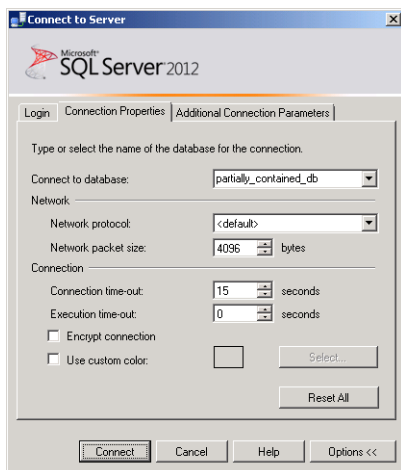 Connect to Server
Microsoft®
SQL Server 2012
Login Connection Properties Additional Connection Parameters
Type or select the name of the database for the connection.
Connect to database: partially_contained_db
Network
Network protocol: <default>
Network packet size: 4096 bytes
Connection
Connection time-out: 15 seconds
Execution time-out: 0 seconds
Encrypt connection
Use custom color: Select...
Reset All
Connect Cancel Help Options <<